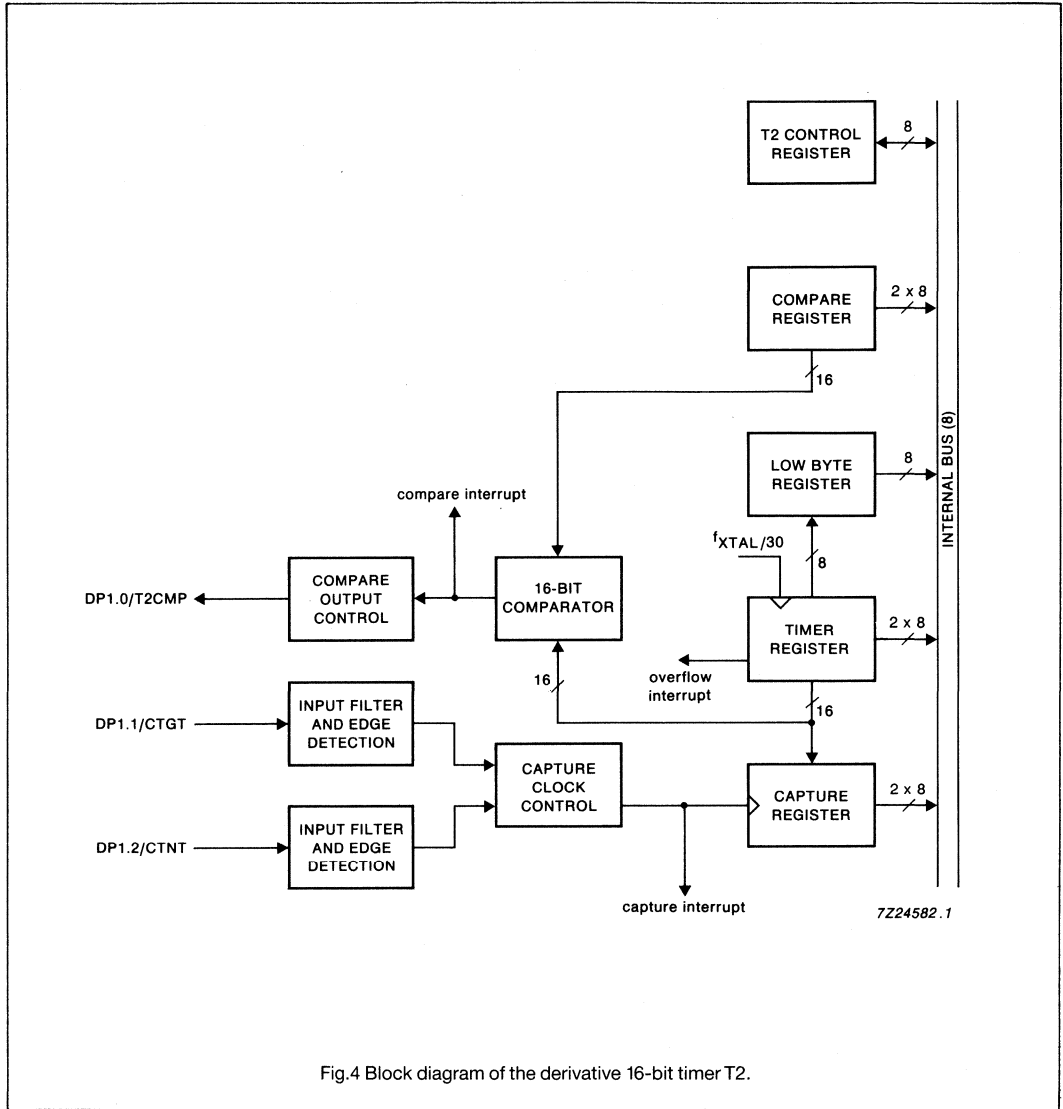 T2 CONTROL
REGISTER
8
COMPARE
REGISTER
2 x 8
16
LOW BYTE
REGISTER
8
INTERNAL BUS (8)
compare interrupt
fXTAL/30
8
DP1.0/T2CMP
COMPARE
OUTPUT
CONTROL
16-BIT
COMPARATOR
TIMER
REGISTER
2 x 8
overflow
interrupt
16
16
DP1.1/CTGT
INPUT FILTER
AND EDGE
DETECTION
CAPTURE
CLOCK
CONTROL
CAPTURE
REGISTER
2 x 8
DP1.2/CTNT
INPUT FILTER
AND EDGE
DETECTION
capture interrupt
7Z24582.1
Fig.4 Block diagram of the derivative 16-bit timer T2.